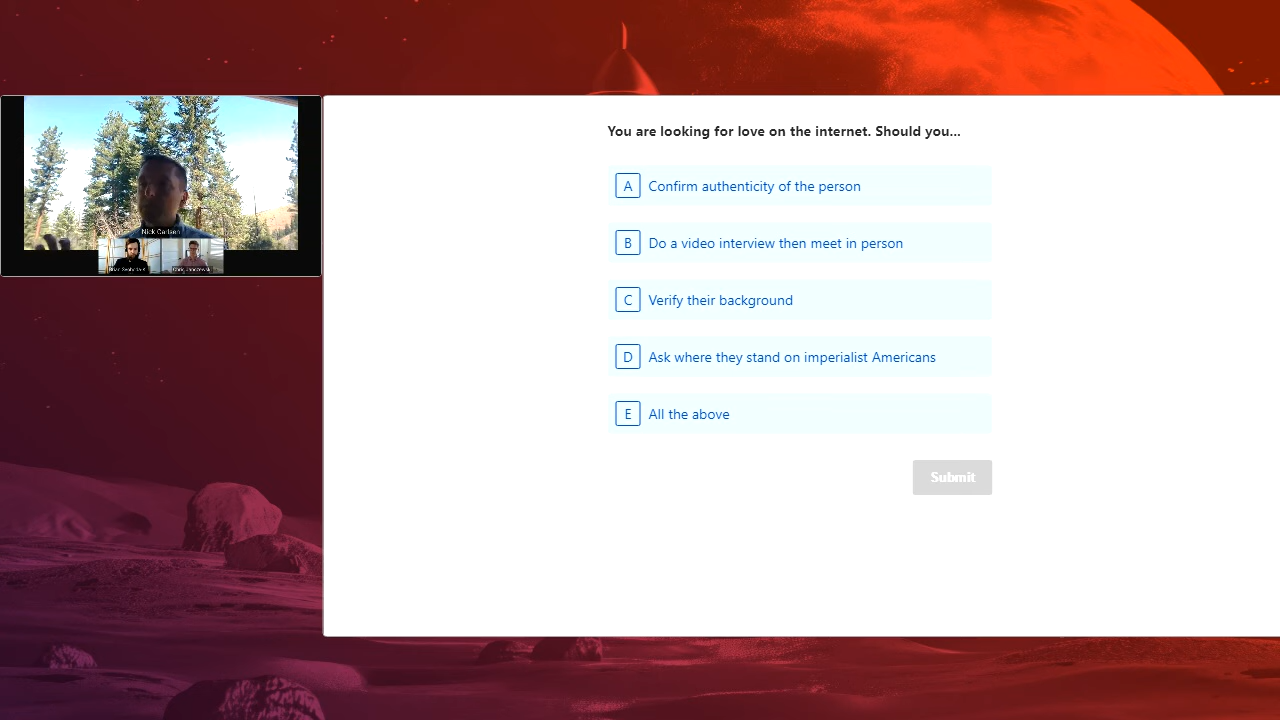 Nick Carlsen
You are looking for love on the internet. Should you...
A Confirm authenticity of the person
B Do a video interview then meet in person
C Verify their background
D Ask where they stand on imperialist Americans
E All the above
Submit